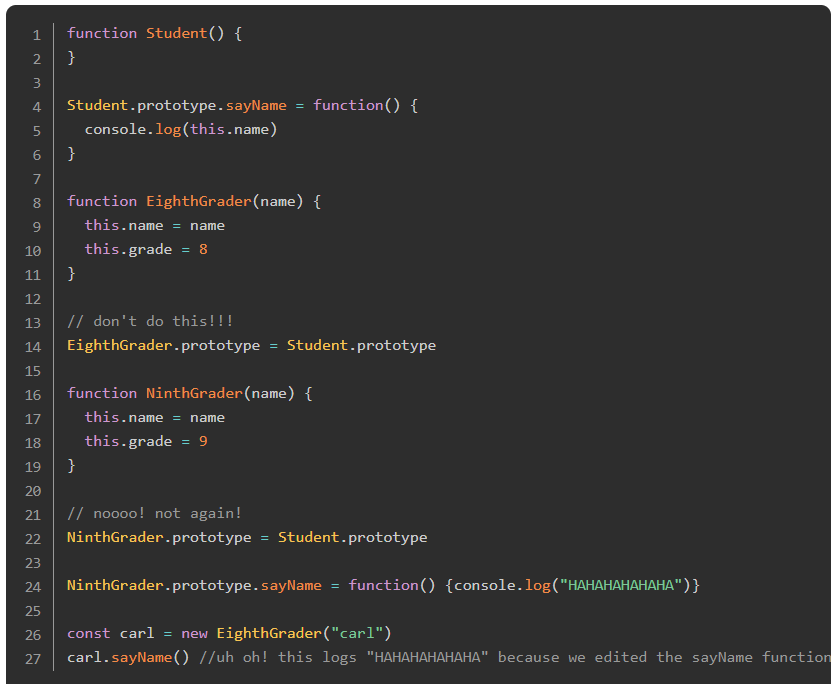 1 function Student() {
2 }
3
4 Student.prototype.sayName = function() {
5   console.log(this.name)
6 }
7
8 function EighthGrader(name) {
9   this.name = name
10   this.grade = 8
11 }
12
13 // don't do this!!!
14 EighthGrader.prototype = Student.prototype
15
16 function NinthGrader(name) {
17   this.name = name
18   this.grade = 9
19 }
20
21 // noooo! not again!
22 NinthGrader.prototype = Student.prototype
23
24 NinthGrader.prototype.sayName = function() {console.log("HAHAHAHAHAHA")}
25
26 const carl = new EighthGrader("carl")
27 carl.sayName() //uh oh! this logs "HAHAHAHAHAHA" because we edited the sayName function